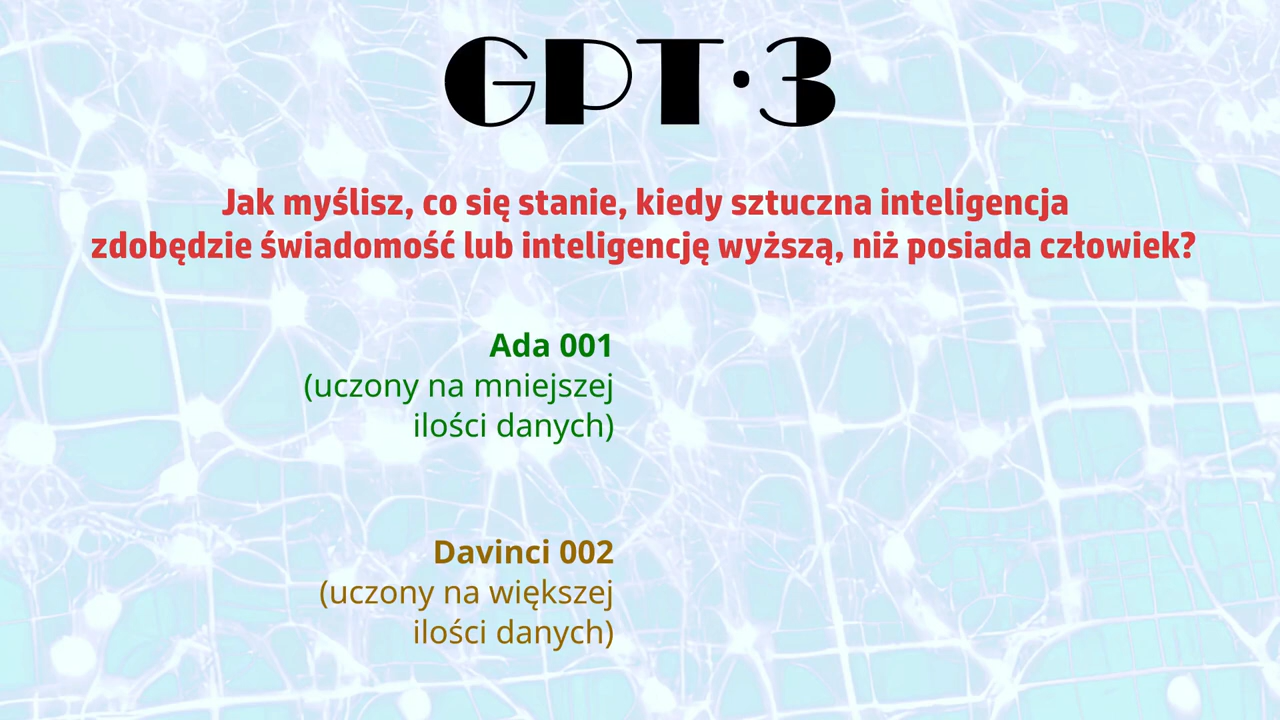 GPT·3
Jak myślisz, co się stanie, kiedy sztuczna inteligencja
zdobędzie świadomość lub inteligencję wyższą, niż posiada człowiek?
Ada 001
(uczony na mniejszej
ilości danych)
Davinci 002
(uczony na większej
ilości danych)